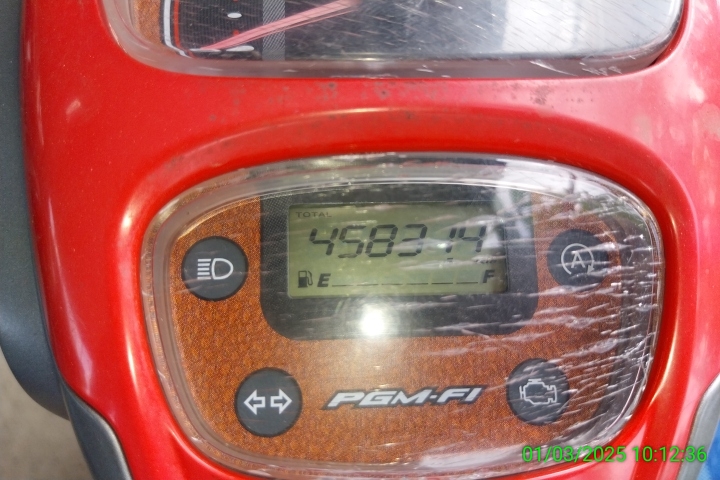 TOTAL
458314
E F
A
PGM-FI
01/03/2025 10:12:36